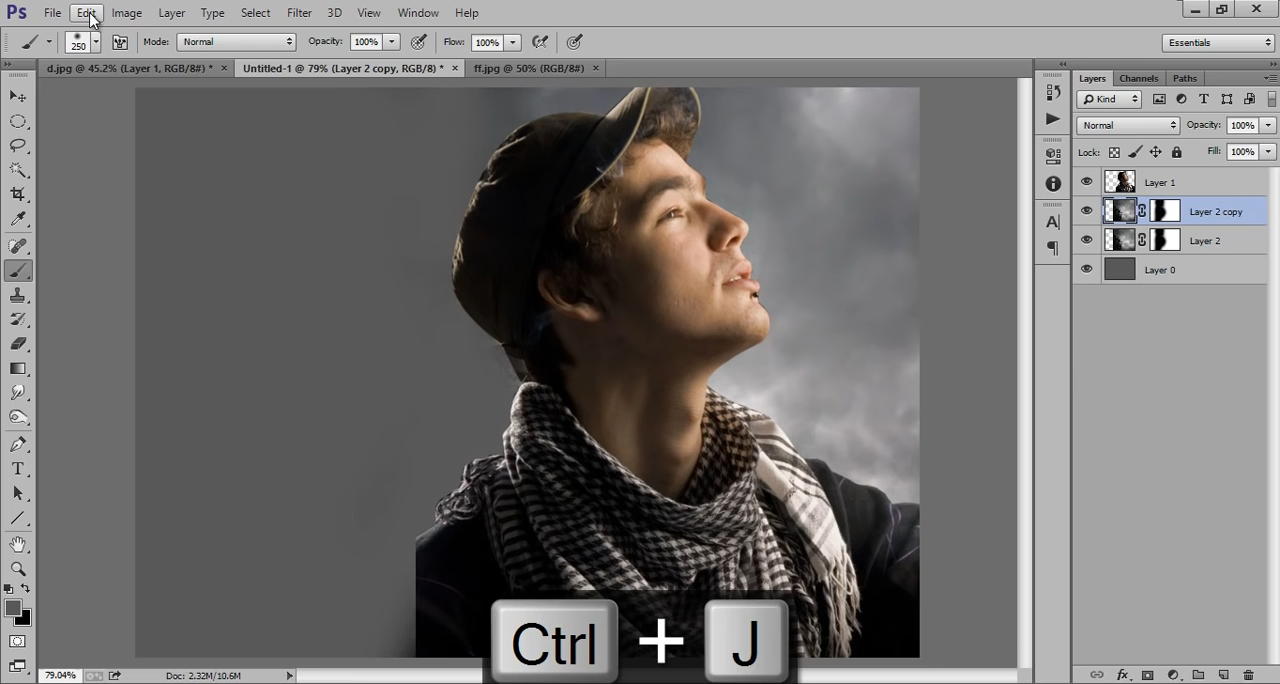 Ps File Edit Image Layer Type Select Filter 3D View Window Help
250 Mode: Normal Opacity: 100% Flow: 100% Essentials
d.jpg @ 45.2% (Layer 1, RGB/8#) * × Untitled-1 @ 79% (Layer 2 copy, RGB/8) * × ff.jpg @ 50% (RGB/8#) ×
Layers Channels Paths
Kind
Normal Opacity: 100%
Lock: Fill: 100%
Layer 1
Layer 2 copy
Layer 2
Layer 0
Ctrl + J
79.04% Doc: 2.32M/10.6M